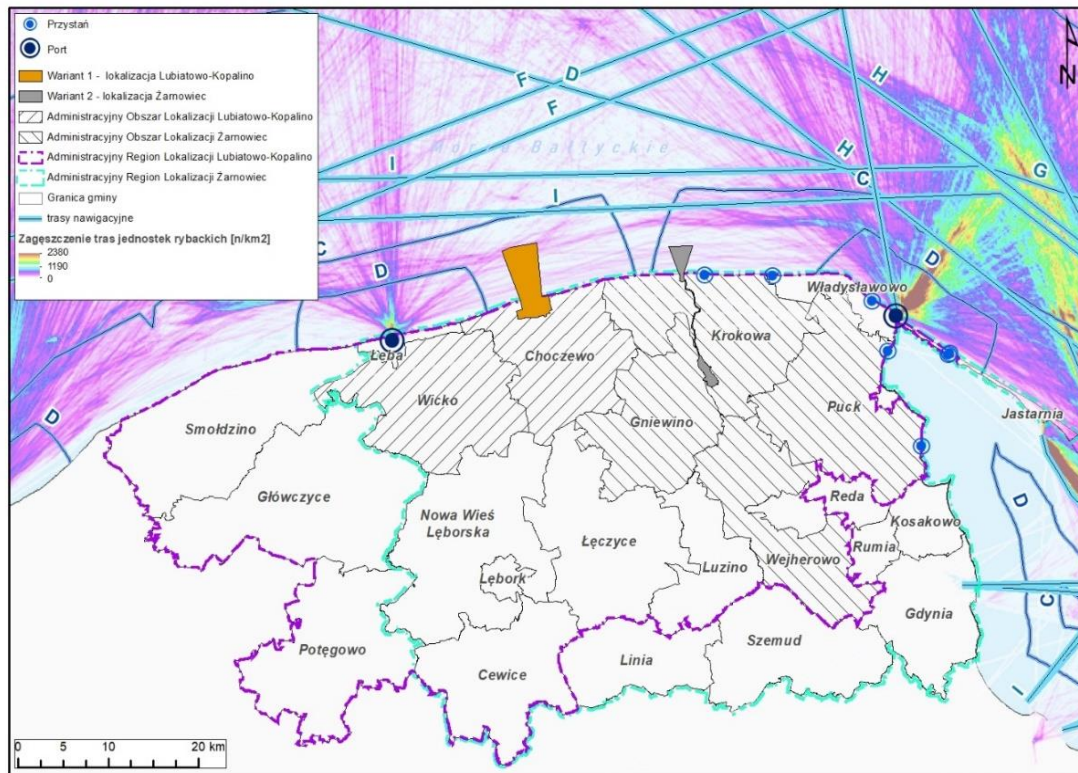 Przystań
Port
Wariant 1 - lokalizacja Lubiatowo-Kopalino
Wariant 2 - lokalizacja Żarnowiec
Administracyjny Obszar Lokalizacji Lubiatowo-Kopalino
Administracyjny Obszar Lokalizacji Żarnowiec
Administracyjny Region Lokalizacji Lubiatowo-Kopalino
Administracyjny Region Lokalizacji Żarnowiec
Granica gminy
trasy nawigacyjne
Zagęszczenie tras jednostek rybackich [n/km2]
2380
1190
0
N
F
D
F
H
H
G
I
C
I
Morze Bałtyckie
C
D
D
D
Władysławowo
Łeba
Choczewo
Krokowa
Wicko
Gniewino
Puck
Jastarnia
Smołdzino
Główczyce
Nowa Wieś
Lęborska
Łęczyce
Reda
Kosakowo
Rumia
Wejherowo
Luzino
Lębork
Gdynia
D
C
I
Potęgowo
Cewice
Linia
Szemud
0 5 10 20 km